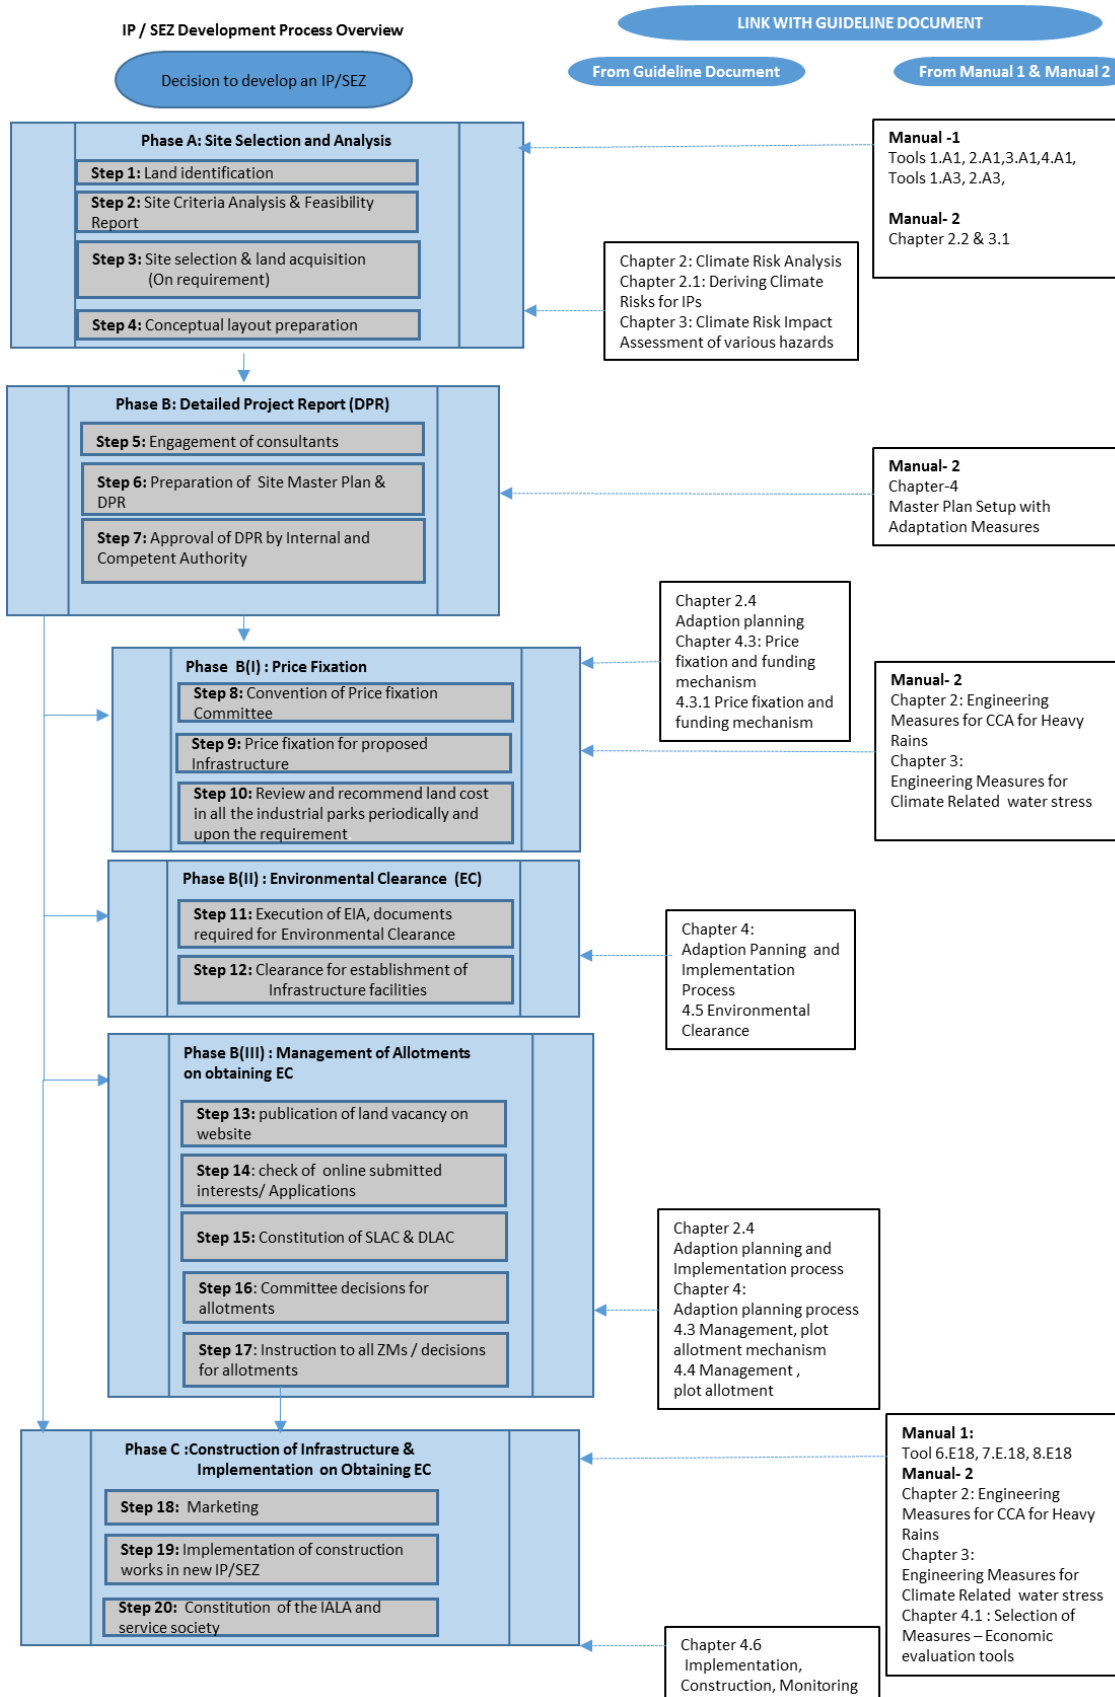 IP / SEZ Development Process Overview
LINK WITH GUIDELINE DOCUMENT
Decision to develop an IP/SEZ
From Guideline Document
From Manual 1 & Manual 2
Phase A: Site Selection and Analysis
Step 1: Land identification
Step 2: Site Criteria Analysis & Feasibility
Report
Step 3: Site selection & land acquisition
(On requirement)
Step 4: Conceptual layout preparation
Manual -1
Tools 1.A1, 2.A1,3.A1,4.A1,
Tools 1.A3, 2.A3,
Manual- 2
Chapter 2.2 & 3.1
Chapter 2: Climate Risk Analysis
Chapter 2.1: Deriving Climate
Risks for IPs
Chapter 3: Climate Risk Impact
Assessment of various hazards
Phase B: Detailed Project Report (DPR)
Step 5: Engagement of consultants
Step 6: Preparation of Site Master Plan &
DPR
Step 7: Approval of DPR by Internal and
Competent Authority
Manual- 2
Chapter-4
Master Plan Setup with
Adaptation Measures
Phase B(I) : Price Fixation
Step 8: Convention of Price fixation
Committee
Step 9: Price fixation for proposed
Infrastructure
Step 10: Review and recommend land cost
in all the industrial parks periodically and
upon the requirement.
Chapter 2.4
Adaption planning
Chapter 4.3: Price
fixation and funding
mechanism
4.3.1 Price fixation and
funding mechanism
Manual- 2
Chapter 2: Engineering
Measures for CCA for Heavy
Rains
Chapter 3:
Engineering Measures for
Climate Related water stress
Phase B(II) : Environmental Clearance (EC)
Step 11: Execution of EIA, documents
required for Environmental Clearance
Step 12: Clearance for establishment of
Infrastructure facilities
Chapter 4:
Adaption Panning and
Implementation
Process
4.5 Environmental
Clearance
Phase B(III) : Management of Allotments
on obtaining EC
Step 13: publication of land vacancy on
website
Step 14: check of online submitted
interests/ Applications
Step 15: Constitution of SLAC & DLAC
Step 16: Committee decisions for
allotments
Step 17: Instruction to all ZMs / decisions
for allotments
Chapter 2.4
Adaption planning and
Implementation process
Chapter 4:
Adaption planning process
4.3 Management, plot
allotment mechanism
4.4 Management ,
plot allotment
Phase C :Construction of Infrastructure &
Implementation on Obtaining EC
Step 18: Marketing
Step 19: Implementation of construction
works in new IP/SEZ
Step 20: Constitution of the IALA and
service society
Manual 1:
Tool 6.E18, 7.E.18, 8.E18
Manual- 2
Chapter 2: Engineering
Measures for CCA for Heavy
Rains
Chapter 3:
Engineering Measures for
Climate Related water stress
Chapter 4.1 : Selection of
Measures – Economic
evaluation tools
Chapter 4.6
Implementation,
Construction, Monitoring